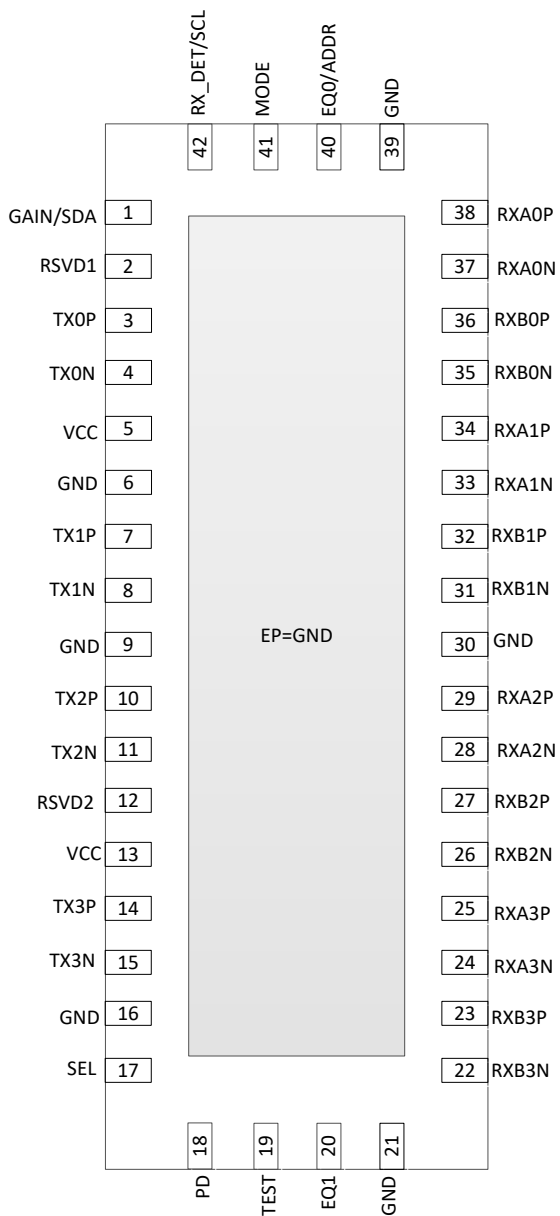 RX_DET/SCL
MODE
EQ0/ADDR
GND
42
41
40
39
GAIN/SDA 1
RSVD1 2
TX0P 3
TX0N 4
VCC 5
GND 6
TX1P 7
TX1N 8
GND 9
TX2P 10
TX2N 11
RSVD2 12
VCC 13
TX3P 14
TX3N 15
GND 16
SEL 17
EP=GND
38 RXA0P
37 RXA0N
36 RXB0P
35 RXB0N
34 RXA1P
33 RXA1N
32 RXB1P
31 RXB1N
30 GND
29 RXA2P
28 RXA2N
27 RXB2P
26 RXB2N
25 RXA3P
24 RXA3N
23 RXB3P
22 RXB3N
18
19
20
21
PD
TEST
EQ1
GND